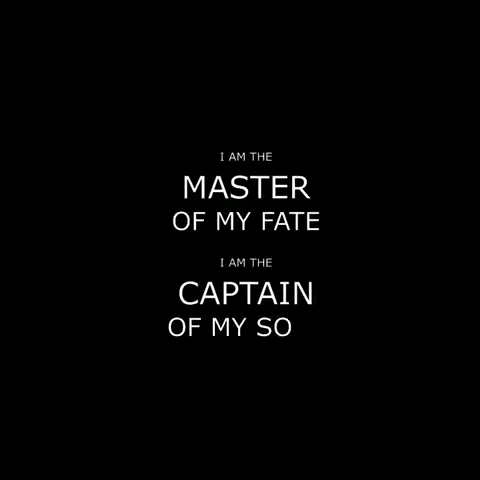 I AM THE
MASTER
OF MY FATE
I AM THE
CAPTAIN
OF MY SO